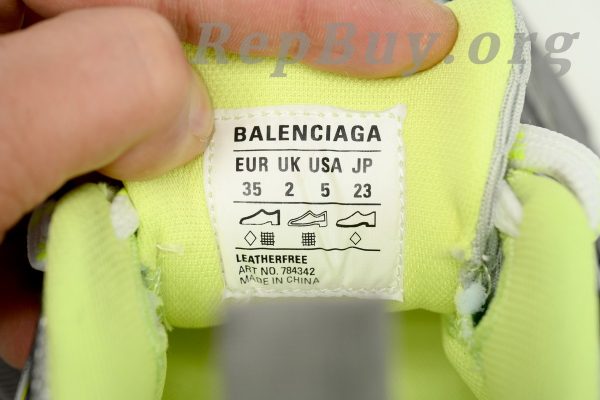 RepBuy.org
BALENCIAGA
EUR UK USA JP
35 2 5 23
LEATHERFREE
ART NO. 784342
MADE IN CHINA